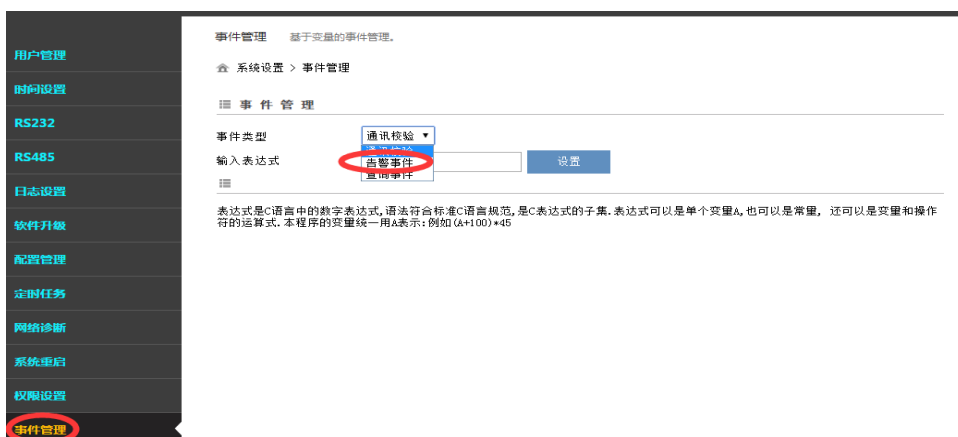 用户管理
时间设置
RS232
RS485
日志设置
软件升级
配置管理
定时任务
网络诊断
系统重启
权限设置
事件管理
事件管理 基于变量的事件管理。
系统设置 > 事件管理
事 件 管 理
事件类型 通讯校验 ▼
通讯校验
输入表达式 告警事件 设置
查询事件
表达式是C语言中的数字表达式,语法符合标准C语言规范,是C表达式的子集.表达式可以是单个变量A,也可以是常量, 还可以是变量和操作
符的运算式.本程序的变量统一用A表示:例如(A+100)*45